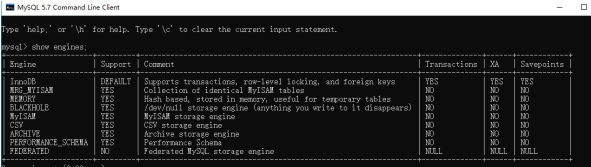 MySQL 5.7 Command Line Client
Type 'help;' or '\h' for help. Type '\c' to clear the current input statement.
mysql> show engines;
| Engine | Support | Comment | Transactions | XA | Savepoints |
| InnoDB | DEFAULT | Supports transactions, row-level locking, and foreign keys | YES | YES | YES |
| MRG_MYISAM | YES | Collection of identical MyISAM tables | NO | NO | NO |
| MEMORY | YES | Hash based, stored in memory, useful for temporary tables | NO | NO | NO |
| BLACKHOLE | YES | /dev/null storage engine (anything you write to it disappears) | NO | NO | NO |
| MyISAM | YES | MyISAM storage engine | NO | NO | NO |
| CSV | YES | CSV storage engine | NO | NO | NO |
| ARCHIVE | YES | Archive storage engine | NO | NO | NO |
| PERFORMANCE_SCHEMA | YES | Performance Schema | NO | NO | NO |
| FEDERATED | NO | Federated MySQL storage engine | NULL | NULL | NULL |